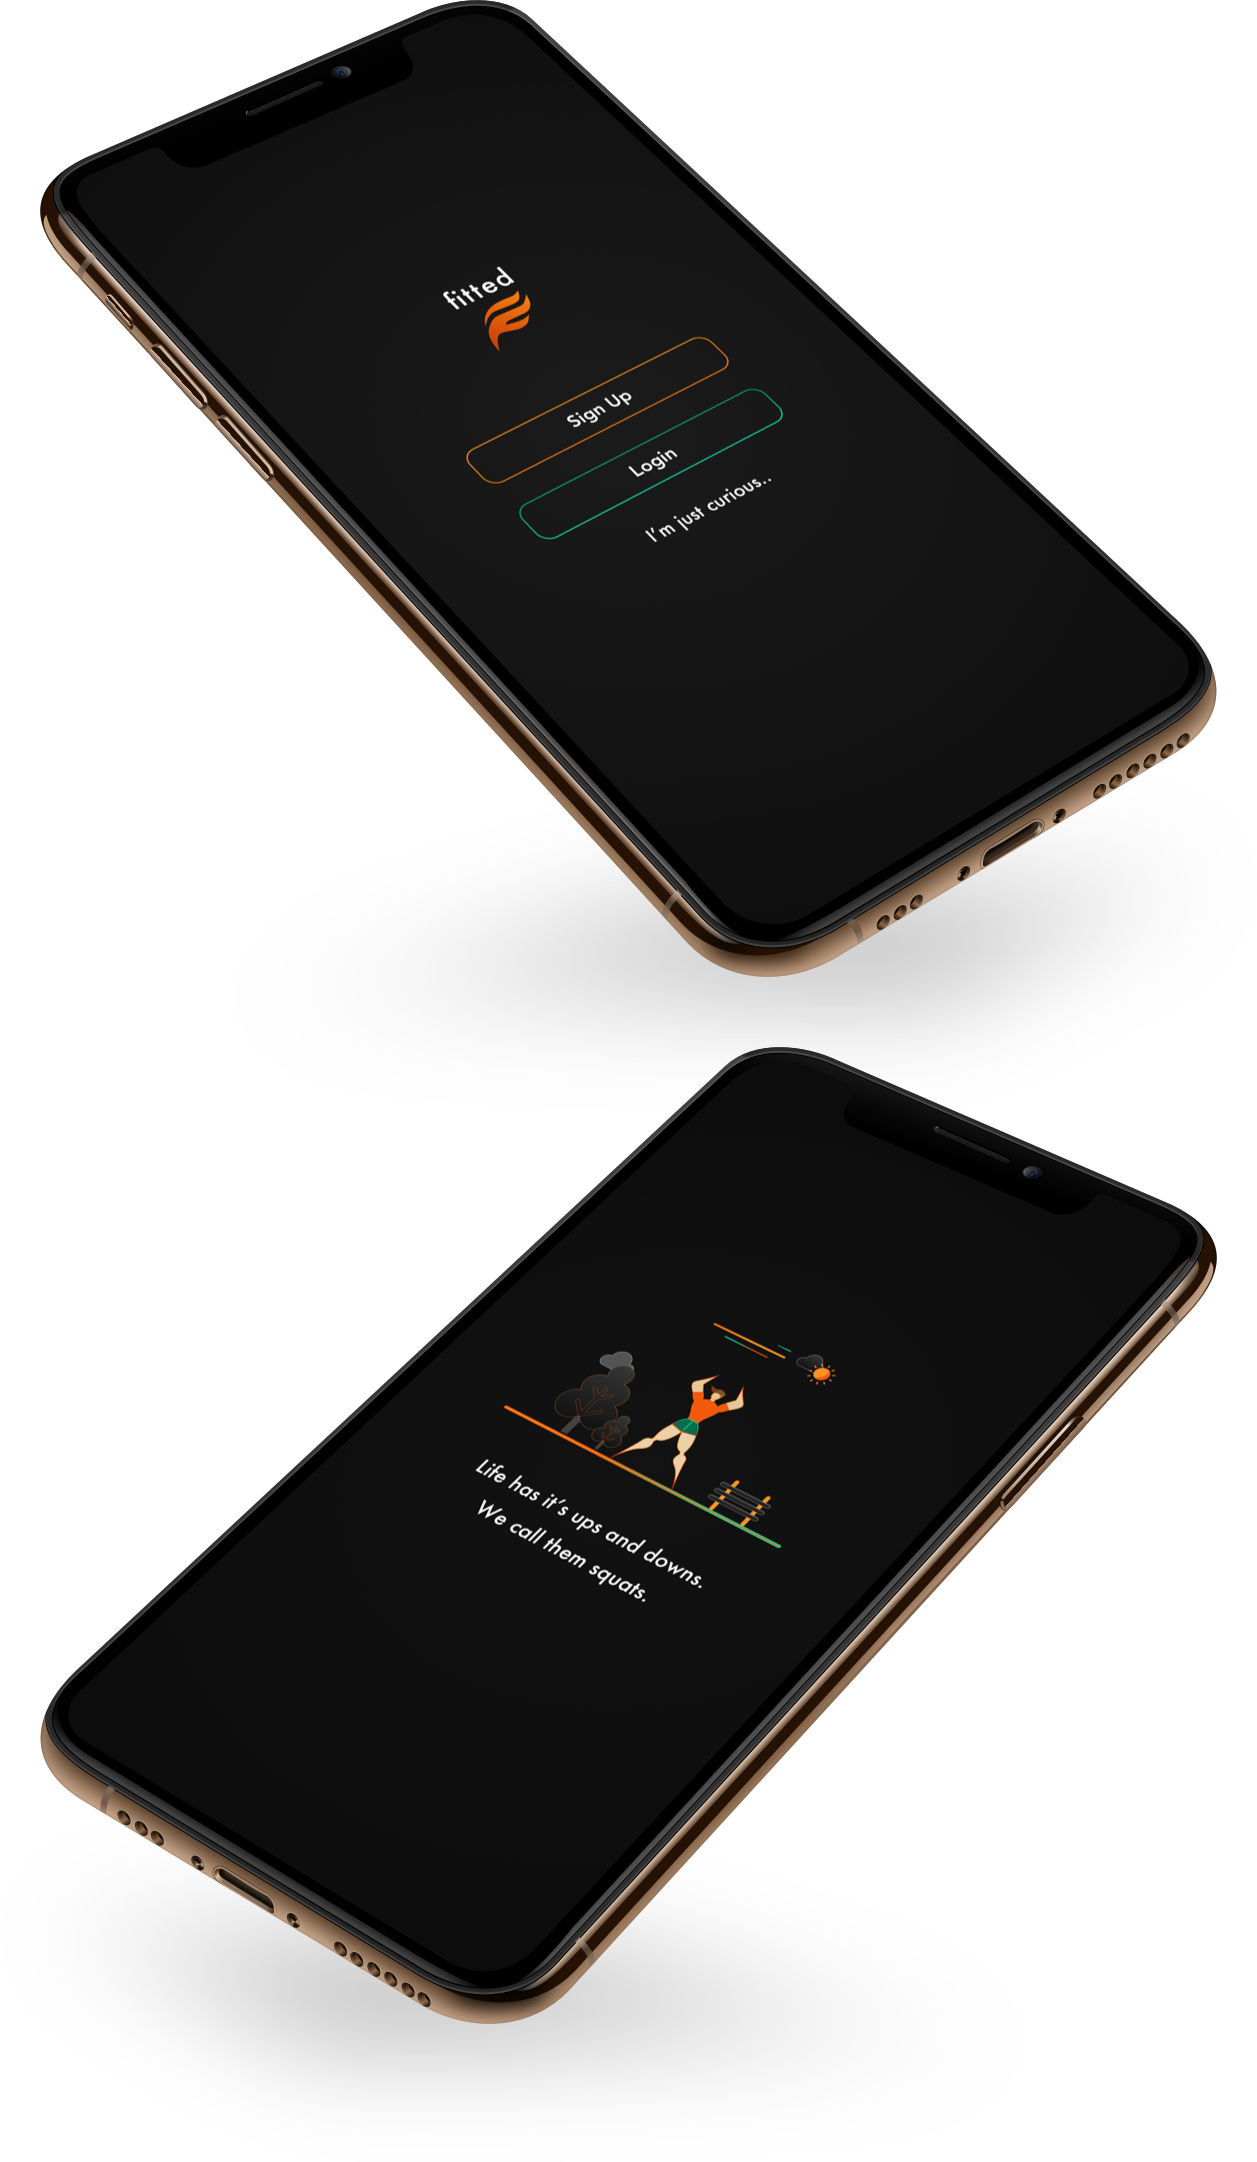 fitted
Sign Up
Login
I'm just curious..
Life has it's ups and downs.
We call them squats.